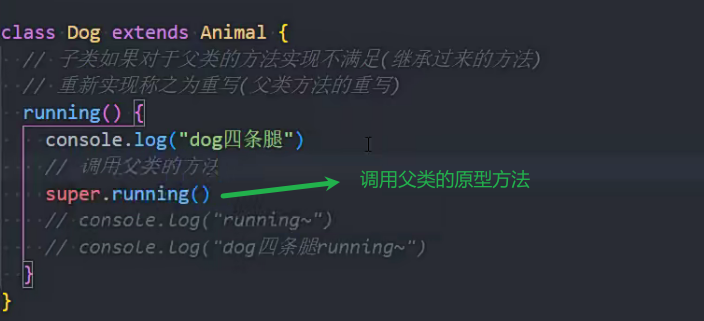 class Dog extends Animal {
// 子类如果对于父类的方法实现不满足(继承过来的方法)
// 重新实现称之为重写(父类方法的重写)
running() {
console.log("dog四条腿")
// 调用父类的方法
super.running() 调用父类的原型方法
// console.log("running~")
// console.log("dog四条腿running~")
}
}